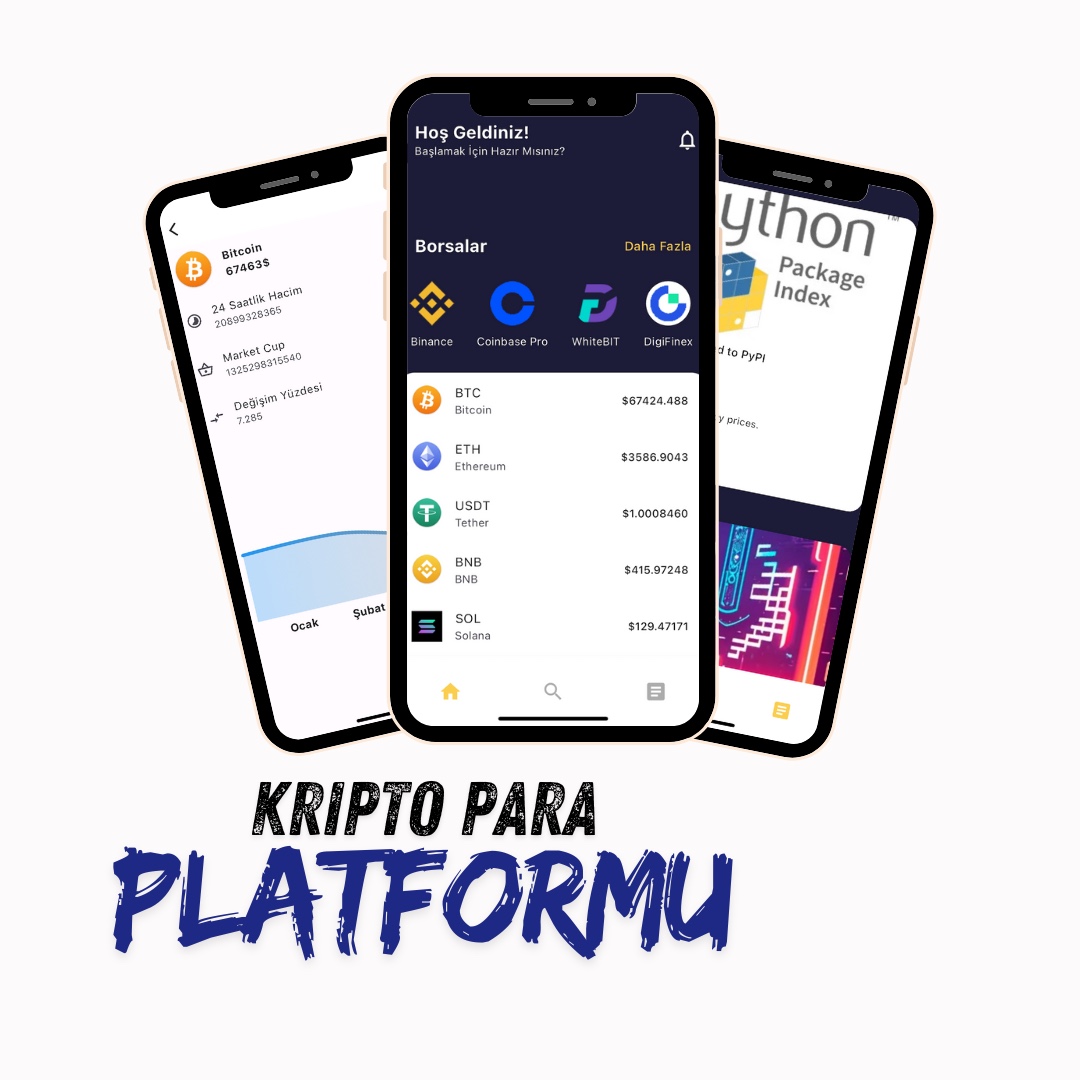 Bitcoin
67463$
24 Saatlik Hacim
20899328365
Market Cup
1325298315540
Değişim Yüzdesi
7.285
Ocak
Şubat
Hoş Geldiniz!
Başlamak İçin Hazır Mısınız?
Borsalar
Daha Fazla
Binance
Coinbase Pro
WhiteBIT
DigiFinex
BTC
Bitcoin
$67424.488
ETH
Ethereum
$3586.9043
USDT
Tether
$1.0008460
BNB
BNB
$415.97248
SOL
Solana
$129.47171
ython
TM
Package
Index
d to PyPI
y prices.
KRIPTO PARA
PLATFORMU